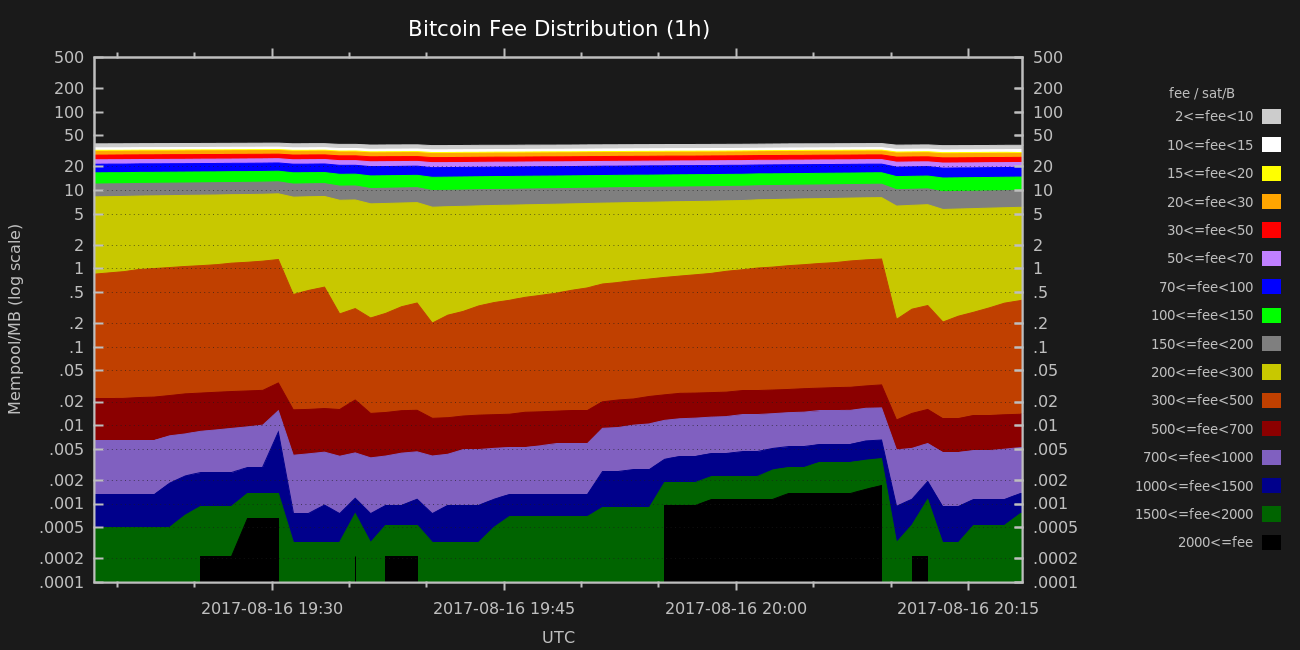 Bitcoin Fee Distribution (1h)
Mempool/MB (log scale)
500
200
100
50
20
10
5
2
1
.5
.2
.1
.05
.02
.01
.005
.002
.001
.0005
.0002
.0001
500
200
100
50
20
10
5
2
1
.5
.2
.1
.05
.02
.01
.005
.002
.001
.0005
.0002
.0001
2017-08-16 19:30
2017-08-16 19:45
2017-08-16 20:00
2017-08-16 20:15
UTC
fee / sat/B
2<=fee<10
10<=fee<15
15<=fee<20
20<=fee<30
30<=fee<50
50<=fee<70
70<=fee<100
100<=fee<150
150<=fee<200
200<=fee<300
300<=fee<500
500<=fee<700
700<=fee<1000
1000<=fee<1500
1500<=fee<2000
2000<=fee